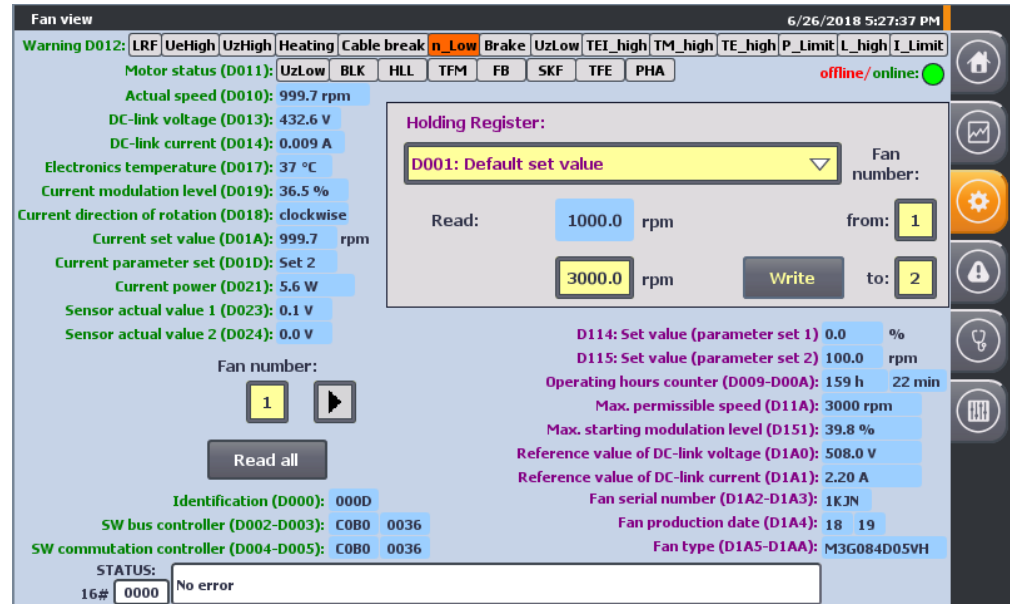 Fan view 6/26/2018 5:27:37 PM
Warning D012: LRF UeHigh UzHigh Heating Cable break n_Low Brake UzLow TEI_high TM_high TE_high P_Limit L_high I_Limit
Motor status (D011): UzLow BLK HLL TFM FB SKF TFE PHA
offline/online:
Actual speed (D010): 999.7 rpm
DC-link voltage (D013): 432.6 V
DC-link current (D014): 0.009 A
Electronics temperature (D017): 37 °C
Current modulation level (D019): 36.5 %
Current direction of rotation (D018): clockwise
Current set value (D01A): 999.7 rpm
Current parameter set (D01D): Set 2
Current power (D021): 5.6 W
Sensor actual value 1 (D023): 0.1 V
Sensor actual value 2 (D024): 0.0 V
Holding Register:
D001: Default set value
Fan
number:
Read: 1000.0 rpm from: 1
3000.0 rpm Write to: 2
Fan number:
1
Read all
D114: Set value (parameter set 1) 0.0 %
D115: Set value (parameter set 2) 100.0 rpm
Operating hours counter (D009-D00A): 159 h 22 min
Max. permissible speed (D11A): 3000 rpm
Max. starting modulation level (D151): 39.8 %
Reference value of DC-link voltage (D1A0): 508.0 V
Reference value of DC-link current (D1A1): 2.20 A
Fan serial number (D1A2-D1A3): 1KJN
Fan production date (D1A4): 18 19
Fan type (D1A5-D1AA): M3G084D05VH
Identification (D000): 000D
SW bus controller (D002-D003): C0B0 0036
SW commutation controller (D004-D005): C0B0 0036
STATUS:
16# 0000 No error